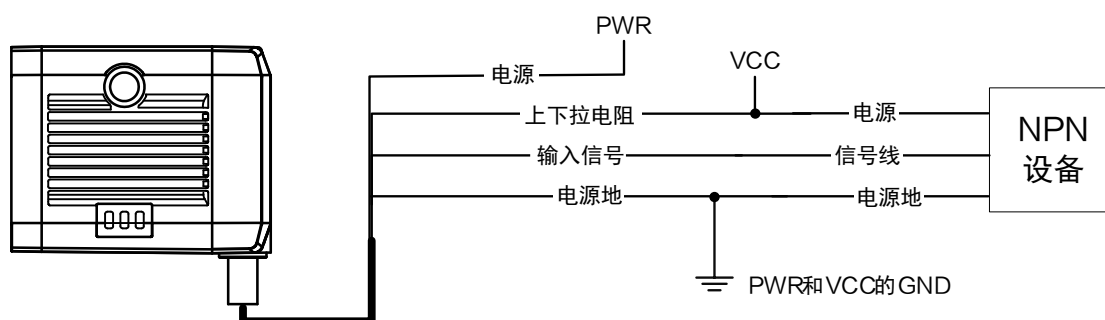 PWR
电源
VCC
上下拉电阻
电源
输入信号
信号线
电源地
电源地
NPN
设备
PWR和VCC的GND